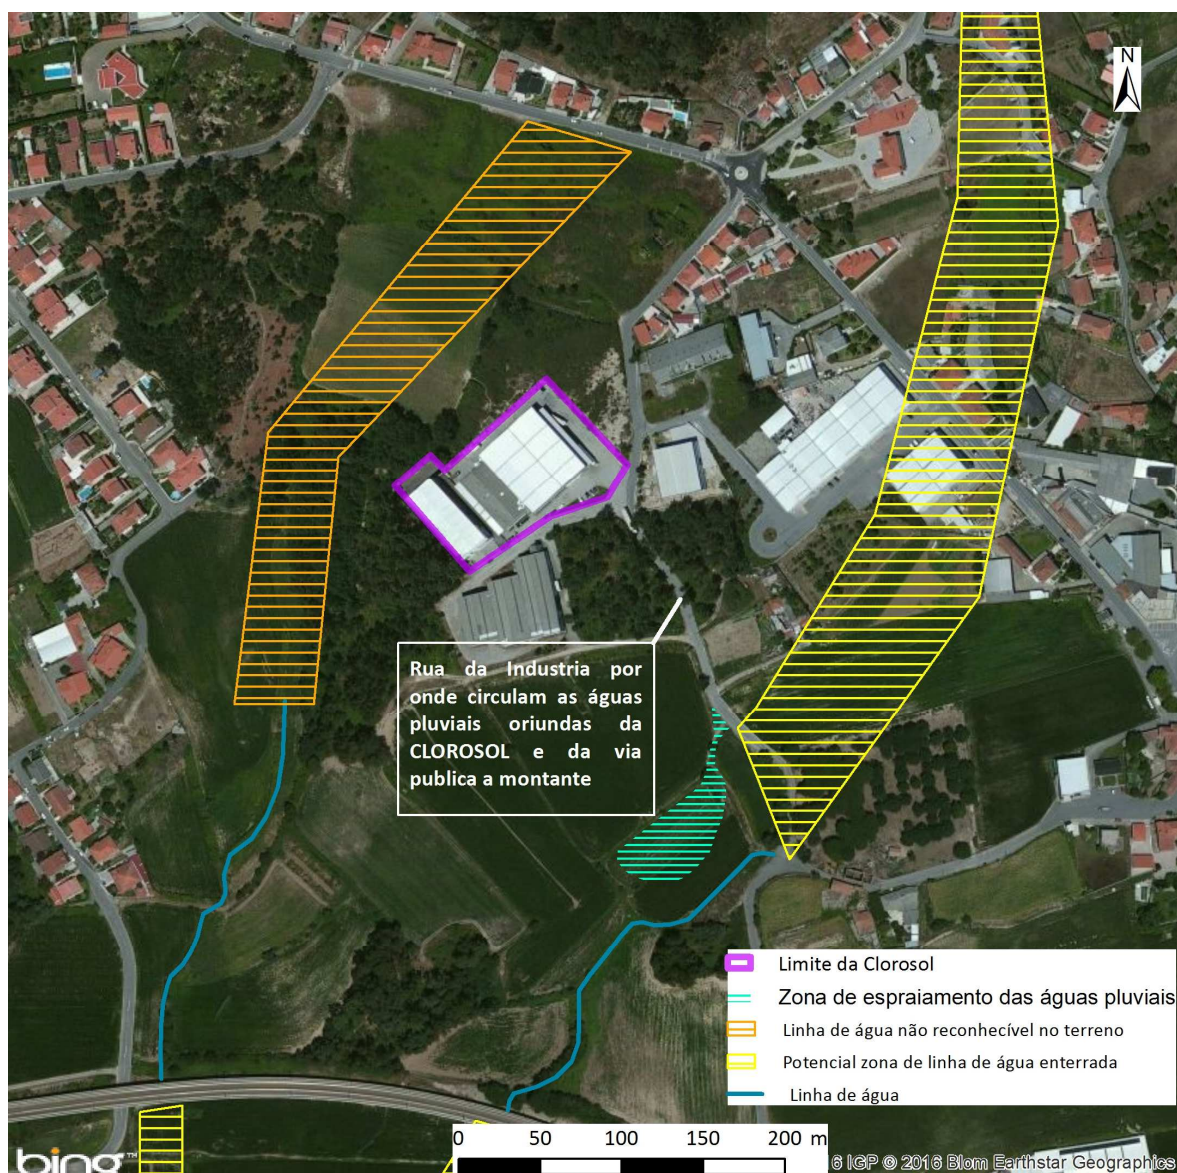 N
Rua da Industria por
onde circulam as águas
pluviais oriundas da
CLOROSOL e da via
publica a montante
Limite da Clorosol
Zona de espraiamento das águas pluviais
Linha de água não reconhecível no terreno
Potencial zona de linha de água enterrada
Linha de água
0 50 100 150 200 m
bing™
6 IGP © 2016 Blom Earthstar Geographics